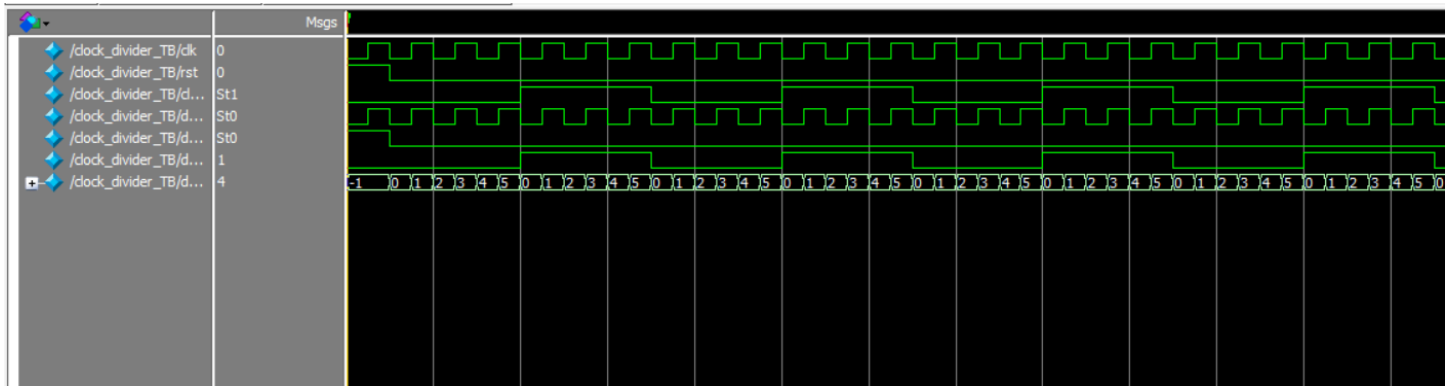 Msgs
/clock_divider_TB/clk 0
/clock_divider_TB/rst 0
/clock_divider_TB/cl... St1
/clock_divider_TB/d... St0
/clock_divider_TB/d... St0
/clock_divider_TB/d... 1
/clock_divider_TB/d... 4 -1 0 1 2 3 4 5 0 1 2 3 4 5 0 1 2 3 4 5 0 1 2 3 4 5 0 1 2 3 4 5 0 1 2 3 4 5 0 1 2 3 4 5 0 1 2 3 4 5 0